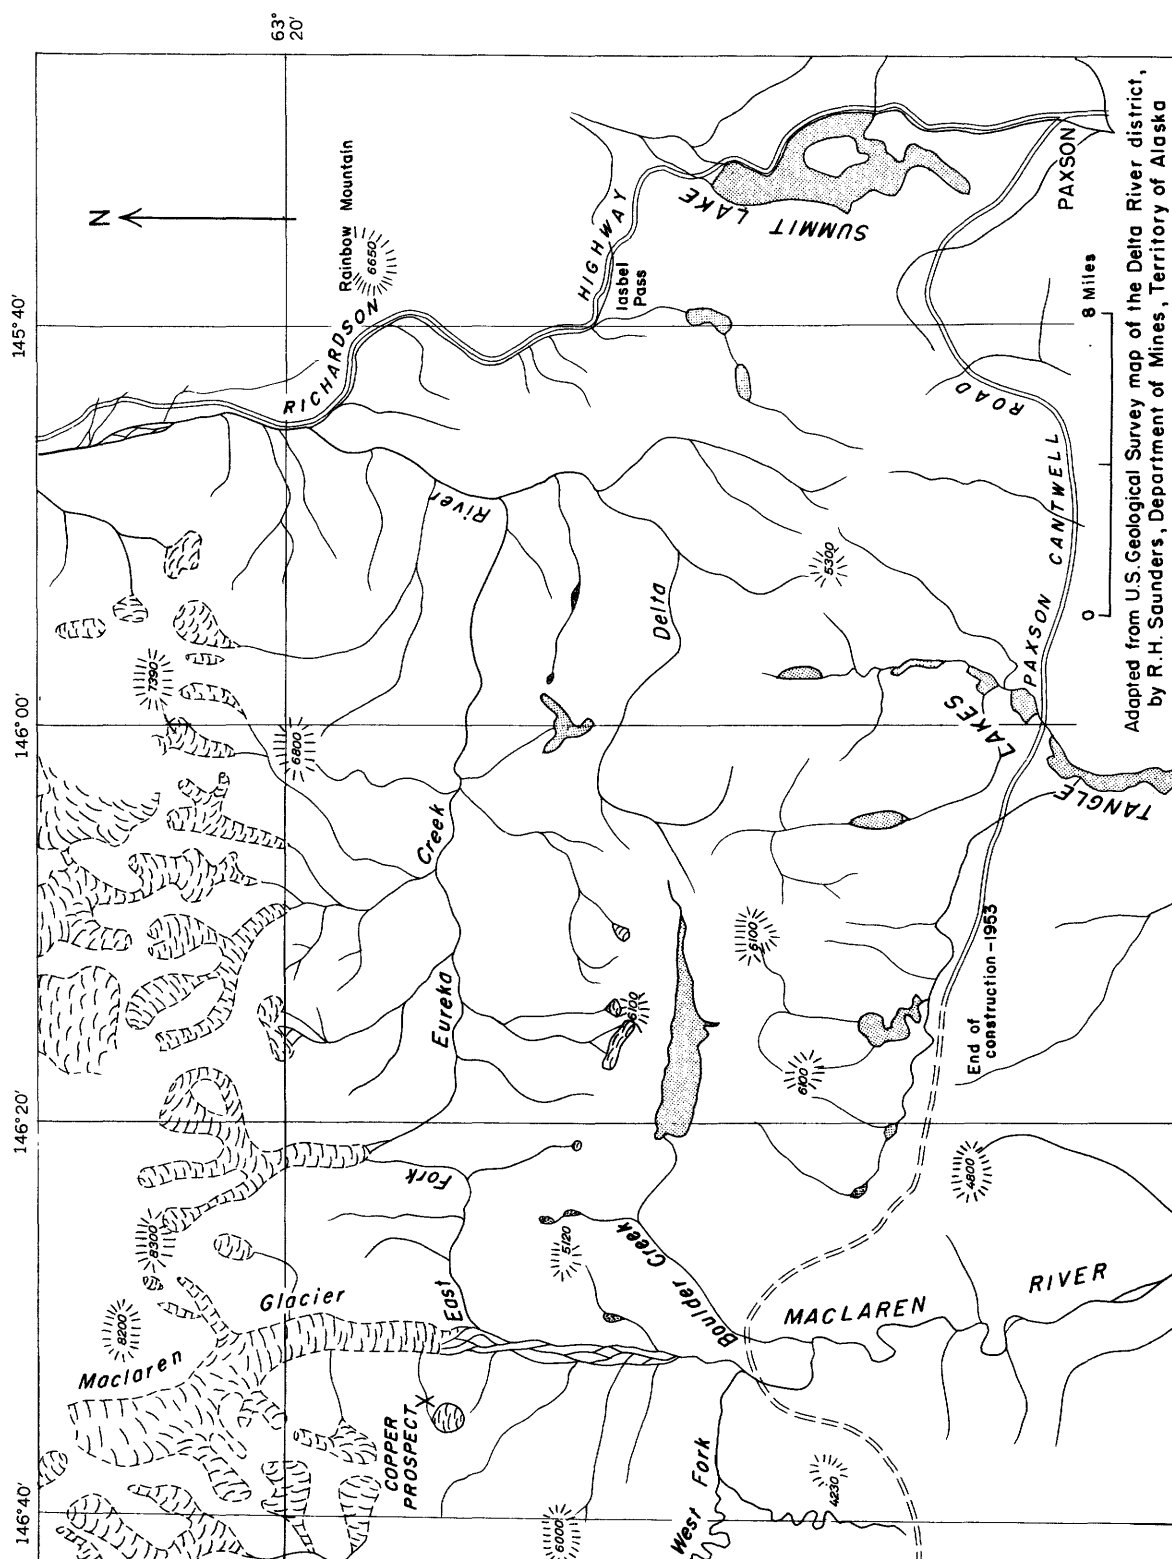 63°
20'
145°40'
146°00'
146°20'
146°40'
N
Rainbow Mountain
6650
RICHARDSON
HIGHWAY
Iasbel
Pass
SUMMIT LAKE
PAXSON
PAXSON CANTWELL
ROAD
0
8 Miles
River
Delta
5300
7390
6800
TANGLE
LAKES
Creek
Eureka
6100
6100
6100
End of
construction-1953
8300
8200
Maclaren
Glacier
Fork
East
5120
Boulder Creek
4800
MACLAREN
RIVER
COPPER
PROSPECT
X
6000
West
Fork
4230
Adapted from U.S. Geological Survey map of the Delta River district,
by R.H. Saunders, Department of Mines, Territory of Alaska